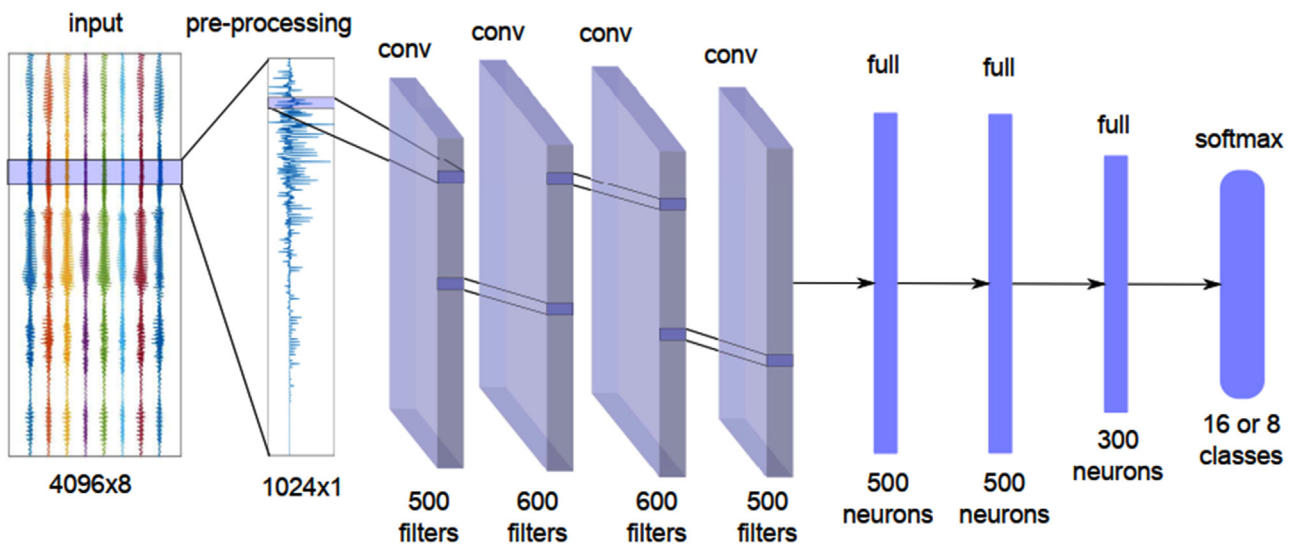 input
pre-processing
conv
conv
conv
conv
full
full
full
softmax
4096x8
1024x1
500
filters
600
filters
600
filters
500
filters
500
neurons
500
neurons
300
neurons
16 or 8
classes